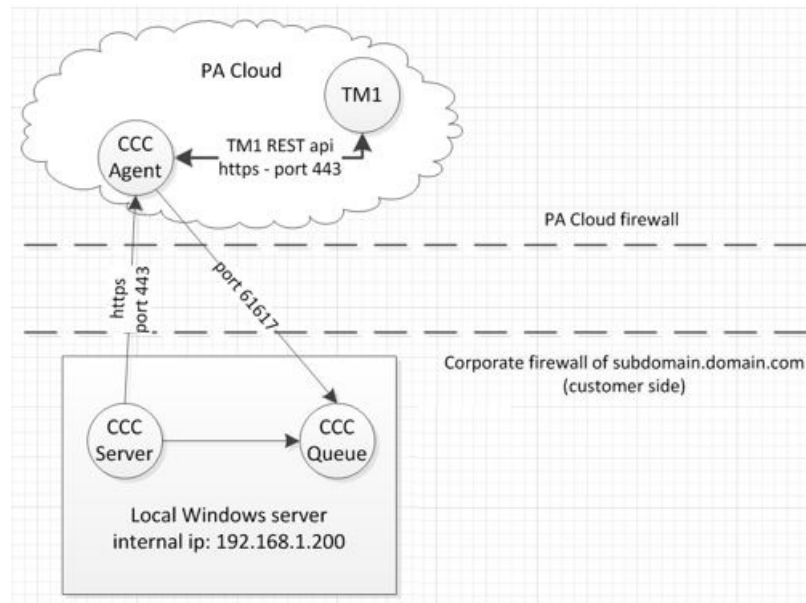 PA Cloud
TM1
CCC
Agent
TM1 REST api
https - port 443
PA Cloud firewall
https
port 443
port 61617
Corporate firewall of subdomain.domain.com
(customer side)
CCC
Server
CCC
Queue
Local Windows server
internal ip: 192.168.1.200